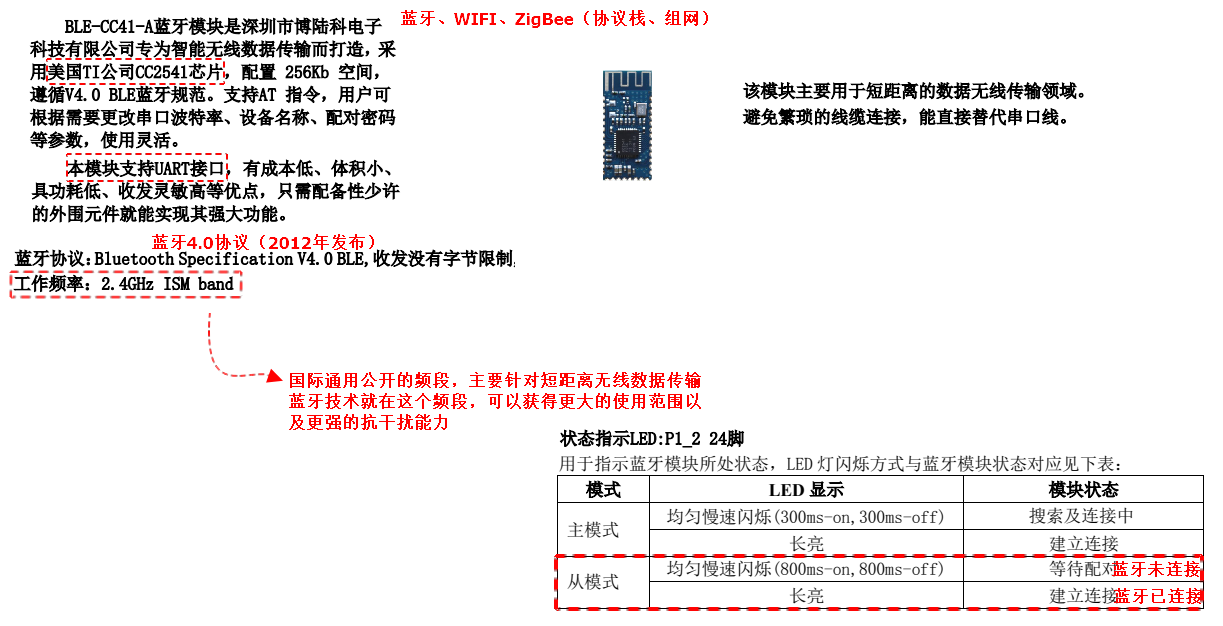 蓝牙、WIFI、ZigBee（协议栈、组网）
BLE-CC41-A蓝牙模块是深圳市博陆科电子
科技有限公司专为智能无线数据传输而打造，采
用美国TI公司CC2541芯片，配置 256Kb 空间，
遵循V4.0 BLE蓝牙规范。支持AT 指令，用户可
根据需要更改串口波特率、设备名称、配对密码
等参数，使用灵活。
本模块支持UART接口，有成本低、体积小、
具功耗低、收发灵敏高等优点，只需配备性少许
的外围元件就能实现其强大功能。
该模块主要用于短距离的数据无线传输领域。
避免繁琐的线缆连接，能直接替代串口线。
蓝牙4.0协议（2012年发布）
蓝牙协议：Bluetooth Specification V4.0 BLE,收发没有字节限制;
工作频率：2.4GHz ISM band
国际通用公开的频段，主要针对短距离无线数据传输
蓝牙技术就在这个频段，可以获得更大的使用范围以
及更强的抗干扰能力
状态指示LED:P1_2 24脚
用于指示蓝牙模块所处状态，LED 灯闪烁方式与蓝牙模块状态对应见下表：
模式 LED 显示 模块状态
主模式 均匀慢速闪烁(300ms-on,300ms-off) 搜索及连接中
长亮 建立连接
从模式 均匀慢速闪烁(800ms-on,800ms-off) 等待配对 蓝牙未连接
长亮 建立连接 蓝牙已连接